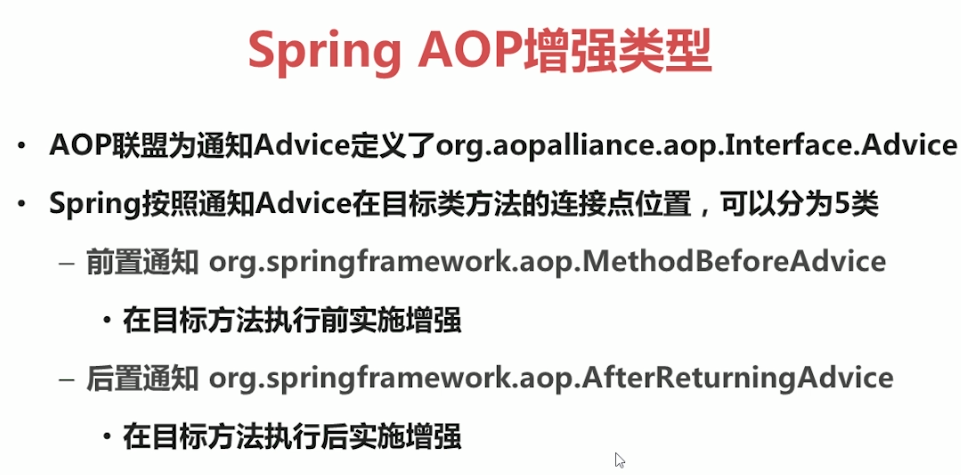 Spring AOP增强类型
• AOP联盟为通知Advice定义了org.aopalliance.aop.Interface.Advice
• Spring按照通知Advice在目标类方法的连接点位置，可以分为5类
– 前置通知 org.springframework.aop.MethodBeforeAdvice
• 在目标方法执行前实施增强
– 后置通知 org.springframework.aop.AfterReturningAdvice
• 在目标方法执行后实施增强